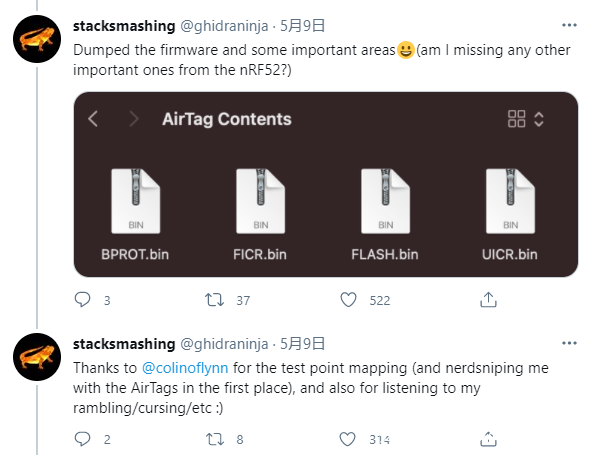 stacksmashing @ghidraninja · 5月9日
Dumped the firmware and some important areas😀(am I missing any other
important ones from the nRF52?)
AirTag Contents
BIN
BIN
BIN
BIN
BPROT.bin
FICR.bin
FLASH.bin
UICR.bin
3
37
522
stacksmashing @ghidraninja · 5月9日
Thanks to @colinoflynn for the test point mapping (and nerdsniping me
with the AirTags in the first place), and also for listening to my
rambling/cursing/etc :)
2
8
314